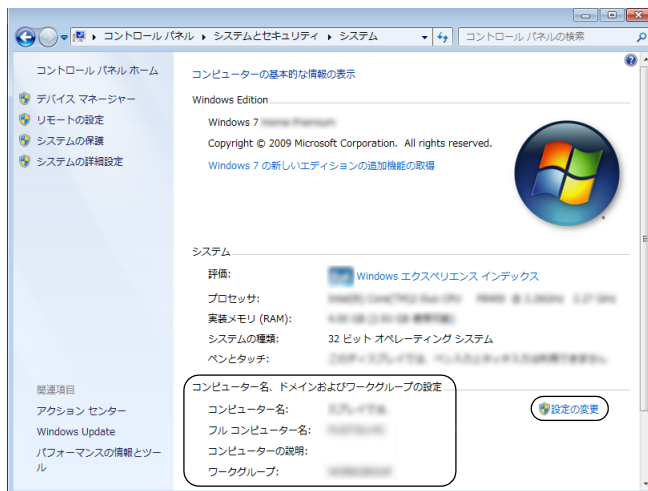 コントロール パネル ▸ システムとセキュリティ ▸ システム
コントロール パネルの検索
コントロール パネル ホーム
デバイス マネージャー
リモートの設定
システムの保護
システムの詳細設定
関連項目
アクション センター
Windows Update
パフォーマンスの情報とツー
ル
コンピューターの基本的な情報の表示
Windows Edition
Windows 7
Copyright © 2009 Microsoft Corporation. All rights reserved.
Windows 7 の新しいエディションの追加機能の取得
システム
評価:
Windows エクスペリエンス インデックス
プロセッサ:
実装メモリ (RAM):
システムの種類: 32 ビット オペレーティング システム
ペンとタッチ:
コンピューター名、ドメインおよびワークグループの設定
コンピューター名:
設定の変更
フル コンピューター名:
コンピューターの説明:
ワークグループ: